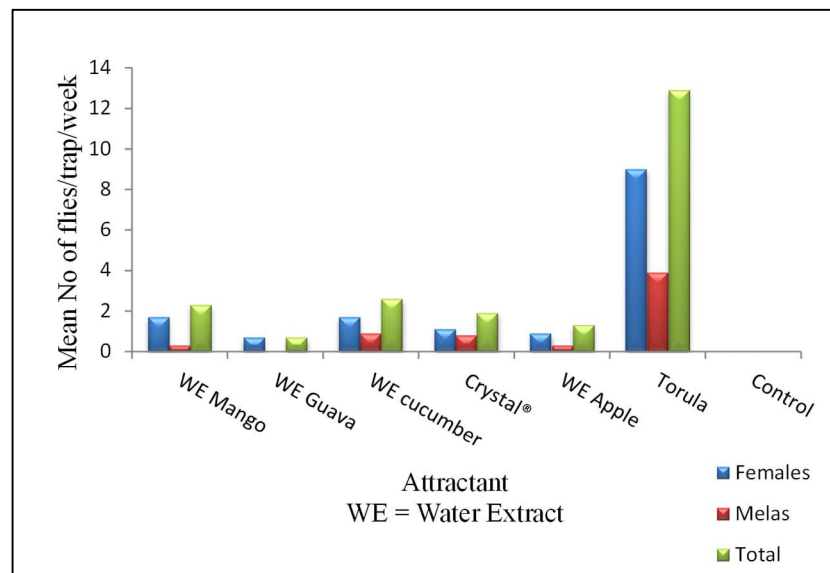 Mean No of flies/trap/week
14
12
10
8
6
4
2
0
WE Mango
WE Guava
WE cucumber
Crystal®
WE Apple
Torula
Control
Attractant
WE = Water Extract
Females
Melas
Total